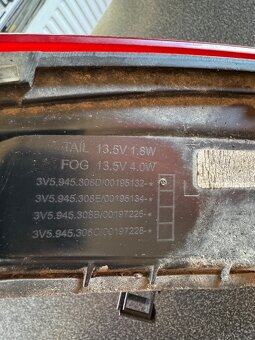 TAIL 13.5V 1.8W
FOG 13.5V 4.0W
3V5.945.308D/00195132-*
3V5.945.308E/00195134-*
3V5.945.308B/00197226-*
3V5.945.308C/00197228-*